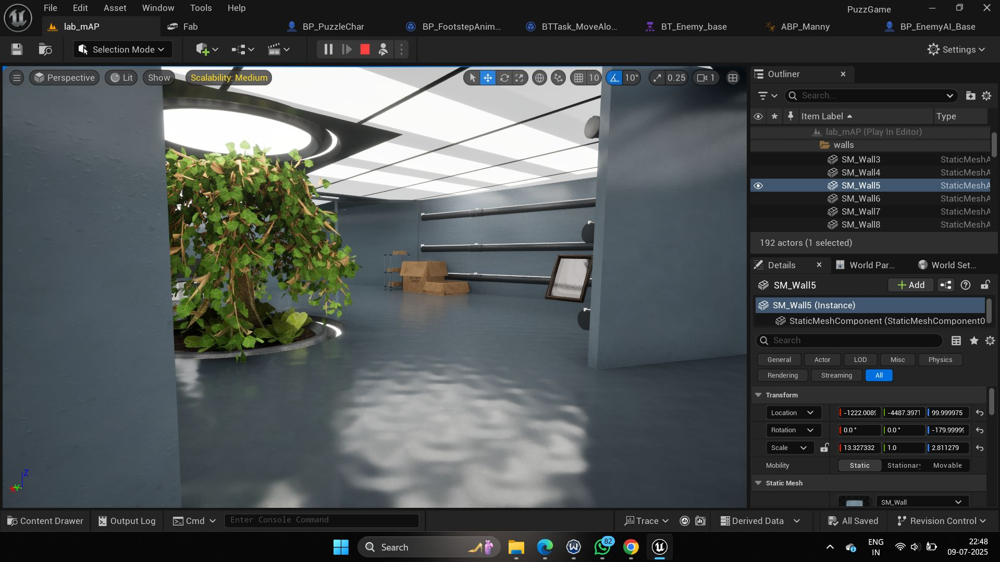 File Edit Asset Window Tools Help
PuzzGame
lab_mAP
Fab
BP_PuzzleChar
BP_FootstepAnim...
BTTask_MoveAlo...
BT_Enemy_base
ABP_Manny
BP_EnemyAI_Base
Selection Mode
Settings
Perspective
Lit
Show
Scalability: Medium
10
10°
0.25
1
DO NOT
DROP
Z
Y
X
Outliner
Search...
Item Label
Type
lab_mAP (Play In Editor)
walls
SM_Wall3 StaticMeshA
SM_Wall4 StaticMeshA
SM_Wall5 StaticMeshA
SM_Wall6 StaticMeshA
SM_Wall7 StaticMeshA
SM_Wall8 StaticMeshA
192 actors (1 selected)
Details
World Par...
World Set...
SM_Wall5
Add
SM_Wall5 (Instance)
StaticMeshComponent (StaticMeshComponent0
Search
General Actor LOD Misc Physics
Rendering Streaming All
Transform
Location -1222.0089 -4487.3971 99.999975
Rotation 0.0 ° 0.0 ° -179.99999
Scale 13.327332 1.0 2.811279
Mobility Static Stationary Movable
Static Mesh
SM_Wall
Content Drawer
Output Log
Cmd
Enter Console Command
Trace
Derived Data
All Saved
Revision Control
Search
82
ENG
IN
22:48
09-07-2025